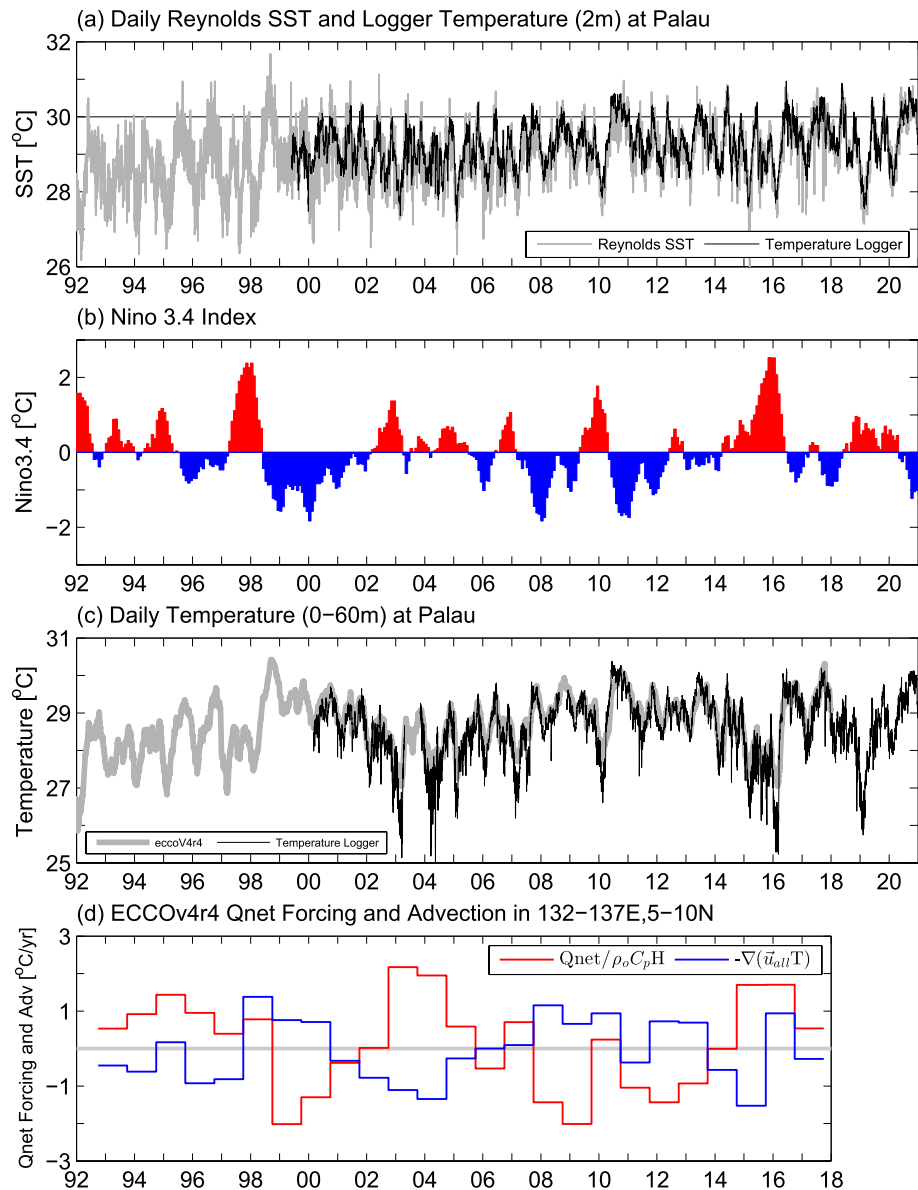 (a) Daily Reynolds SST and Logger Temperature (2m) at Palau
SST [°C]
32
30
28
26
Reynolds SST
Temperature Logger
92 94 96 98 00 02 04 06 08 10 12 14 16 18 20
(b) Nino 3.4 Index
Nino3.4 [°C]
2
0
−2
92 94 96 98 00 02 04 06 08 10 12 14 16 18 20
(c) Daily Temperature (0−60m) at Palau
Temperature [°C]
31
29
27
25
eccoV4r4
Temperature Logger
92 94 96 98 00 02 04 06 08 10 12 14 16 18 20
(d) ECCOv4r4 Qnet Forcing and Advection in 132−137E,5−10N
Qnet Forcing and Adv [°C/yr]
3
1
−1
−3
Qnet/ρₒCₚH
-∇(u⃗ₐₗₗT)
92 94 96 98 00 02 04 06 08 10 12 14 16 18